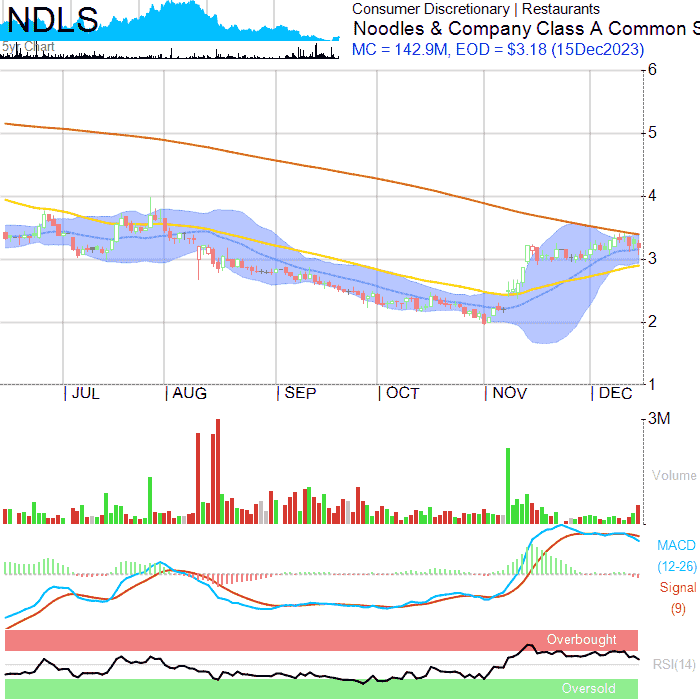 NDLS
5yr Chart
Consumer Discretionary | Restaurants
Noodles & Company Class A Common S
MC = 142.9M, EOD = $3.18 (15Dec2023)
6
5
4
3
2
1
JUL AUG SEP OCT NOV DEC
3M
Volume
MACD
(12-26)
Signal
(9)
Overbought
RSI(14)
Oversold